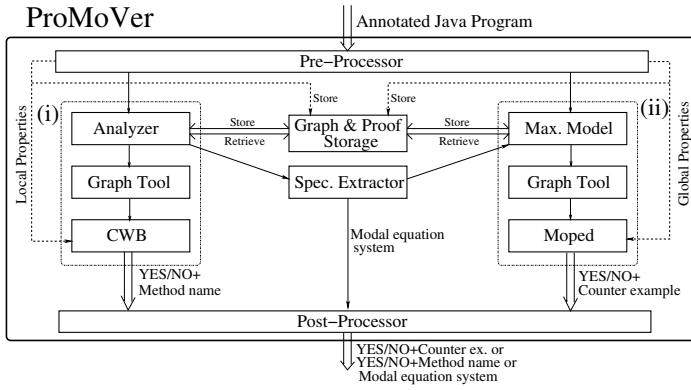 ProMoVer
Annotated Java Program
Pre−Processor
Local Properties
(i)
Store
Store
(ii)
Global Properties
Analyzer
Store
Retrieve
Graph & Proof
Storage
Store
Retrieve
Max. Model
Graph Tool
Spec. Extractor
Graph Tool
CWB
Modal equation
system
Moped
YES/NO+
Method name
YES/NO+
Counter example
Post−Processor
YES/NO+Counter ex. or
YES/NO+Method name or
Modal equation system